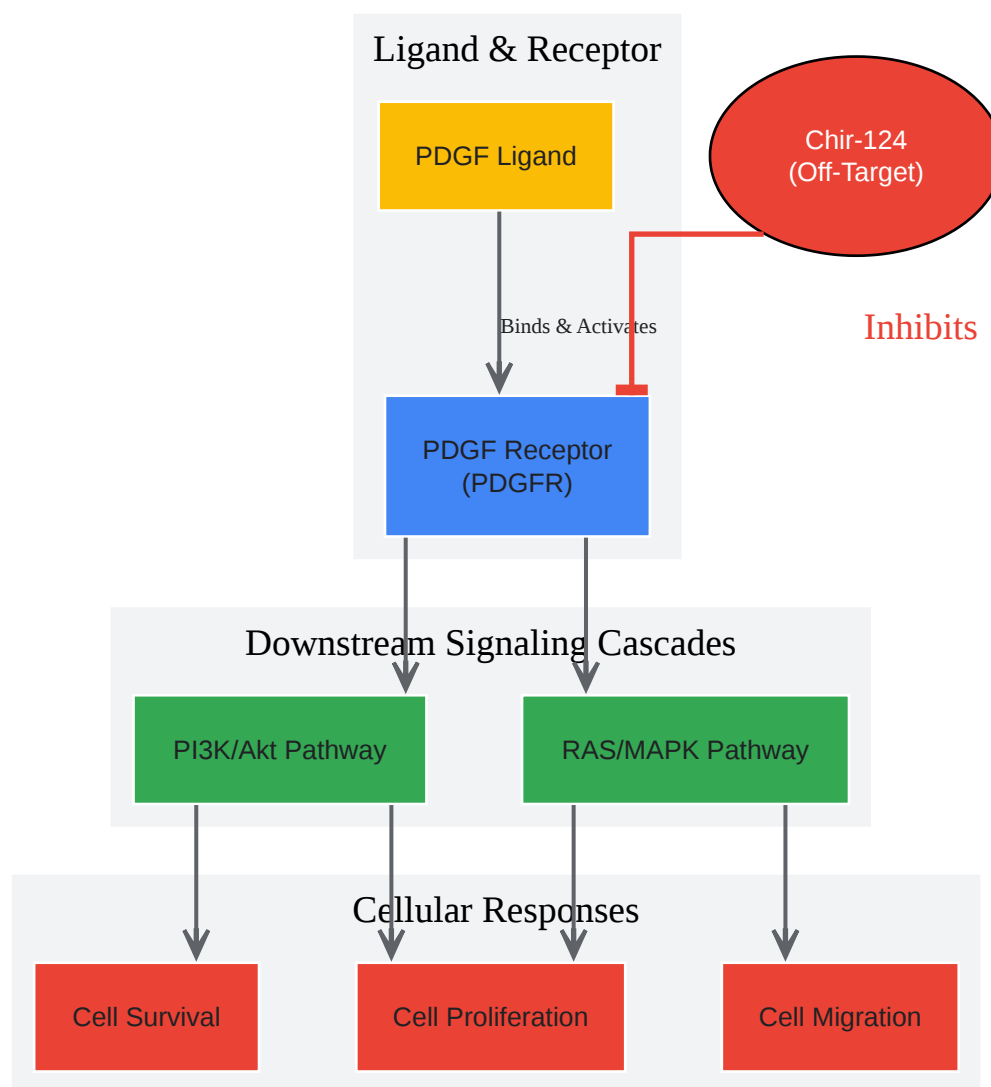 Ligand & Receptor
PDGF Ligand
Chir-124
(Off-Target)
Binds & Activates
Inhibits
PDGF Receptor
(PDGFR)
Downstream Signaling Cascades
PI3K/Akt Pathway
RAS/MAPK Pathway
Cellular Responses
Cell Survival
Cell Proliferation
Cell Migration